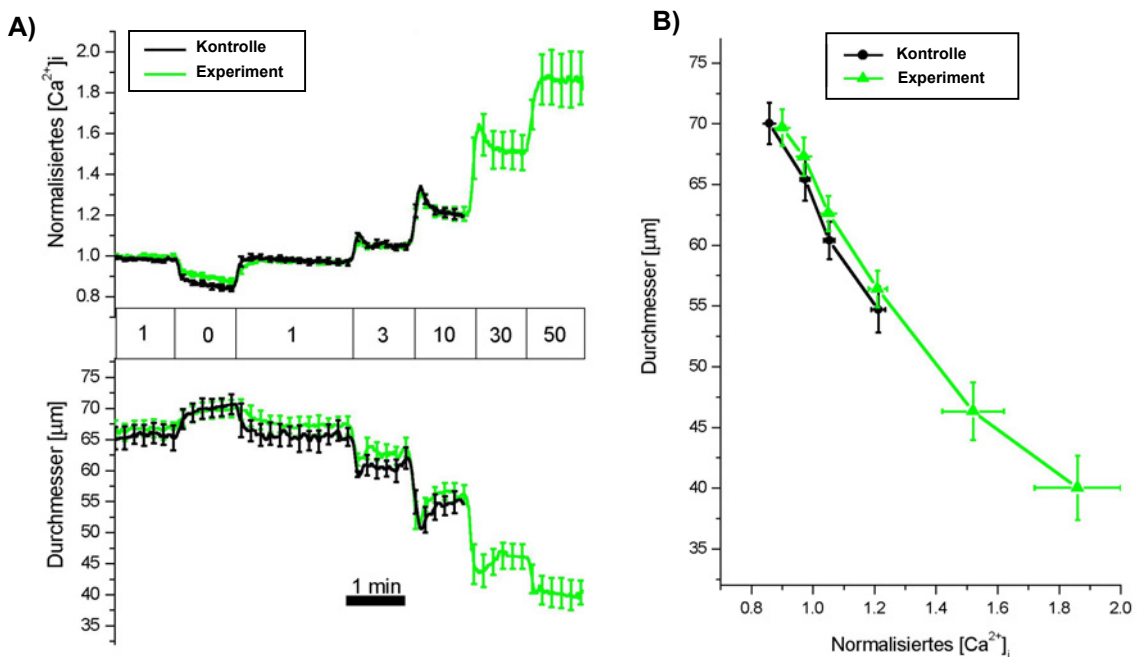 A)
Kontrolle
Experiment
Normalisiertes [Ca²⁺]i
2.0
1.8
1.6
1.4
1.2
1.0
0.8
1 0 1 3 10 30 50
Durchmesser [µm]
75
70
65
60
55
50
45
40
35
1 min
B)
Kontrolle
Experiment
Durchmesser [µm]
70
65
60
55
50
45
40
35
0.8 1.0 1.2 1.4 1.6 1.8 2.0
Normalisiertes [Ca²⁺]i